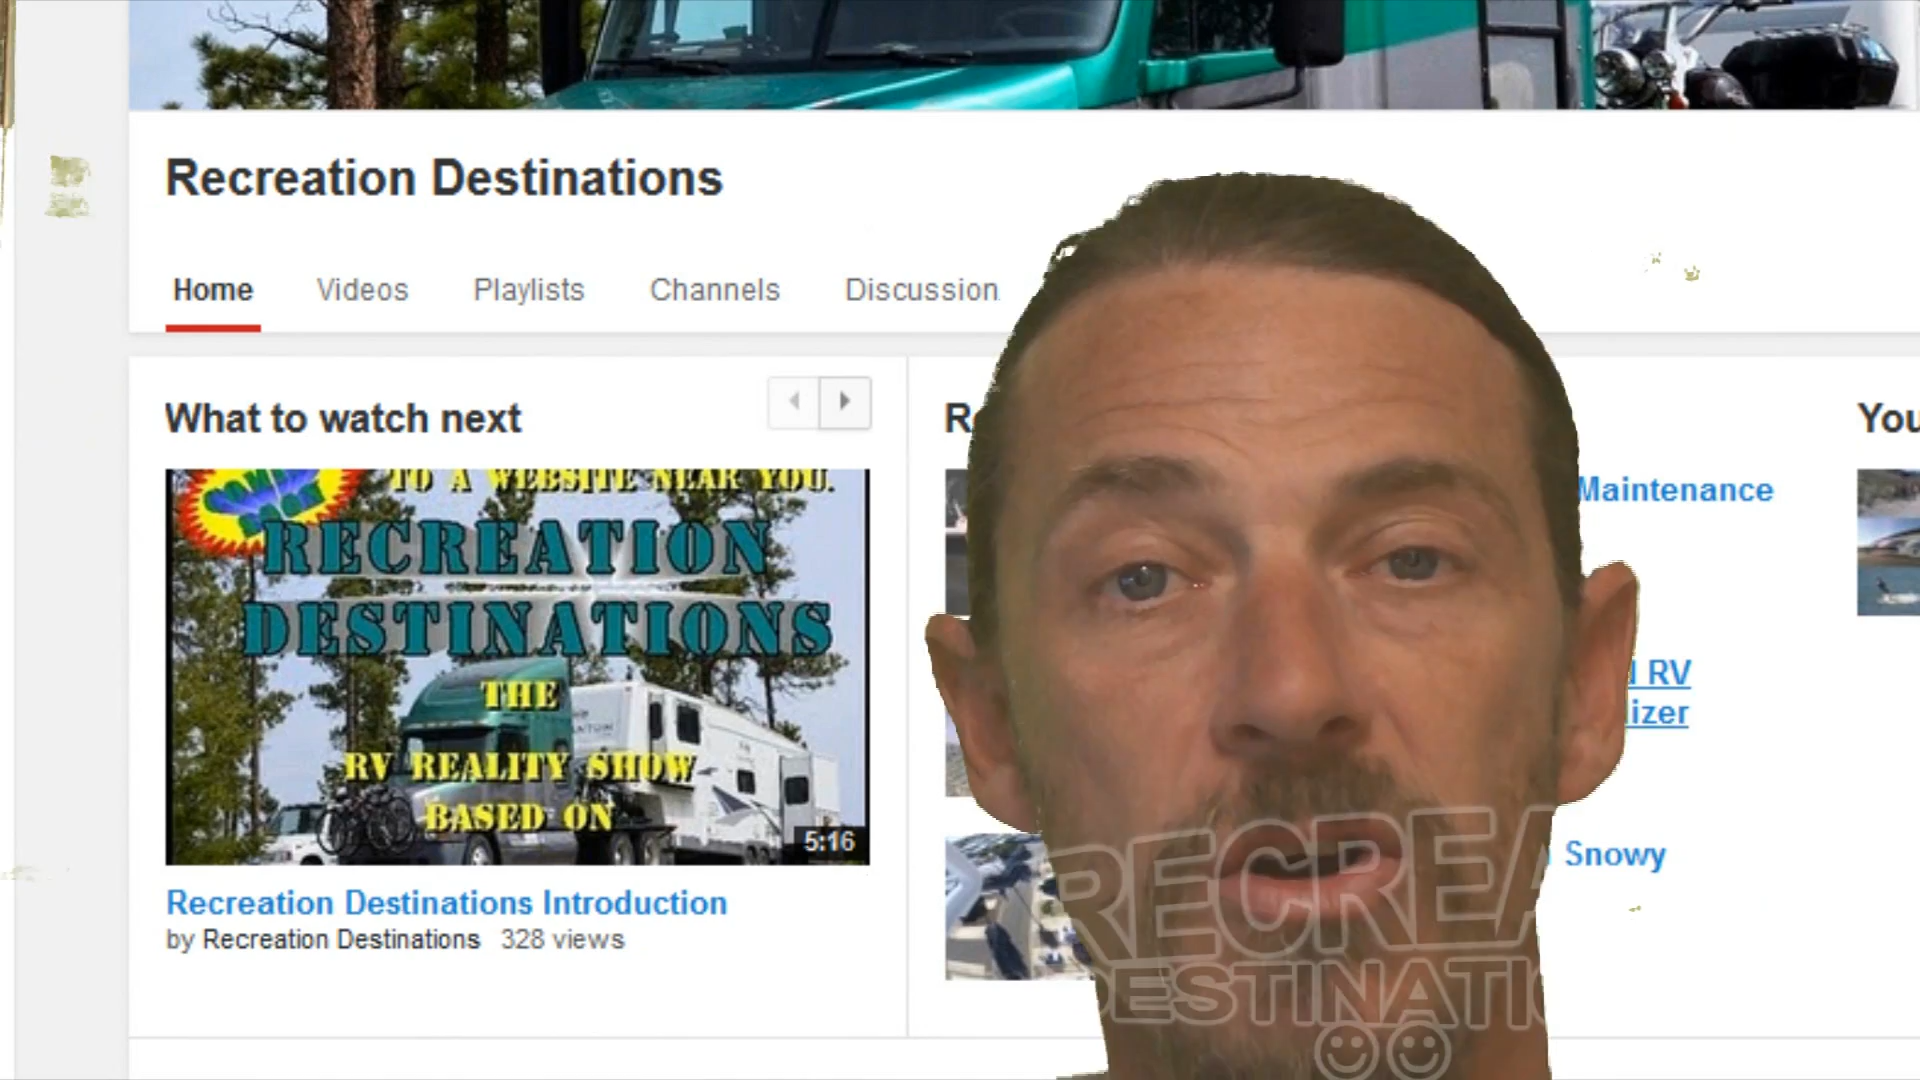 Recreation Destinations
Home Videos Playlists Channels Discussion
What to watch next
You
TO A WEBSITE NEAR YOU.
RECREATION
DESTINATIONS
THE
RV REALITY SHOW
BASED ON
5:16
Recreation Destinations Introduction
by Recreation Destinations 328 views
Maintenance
RV
izer
Snowy
RECREA
DESTINATIO